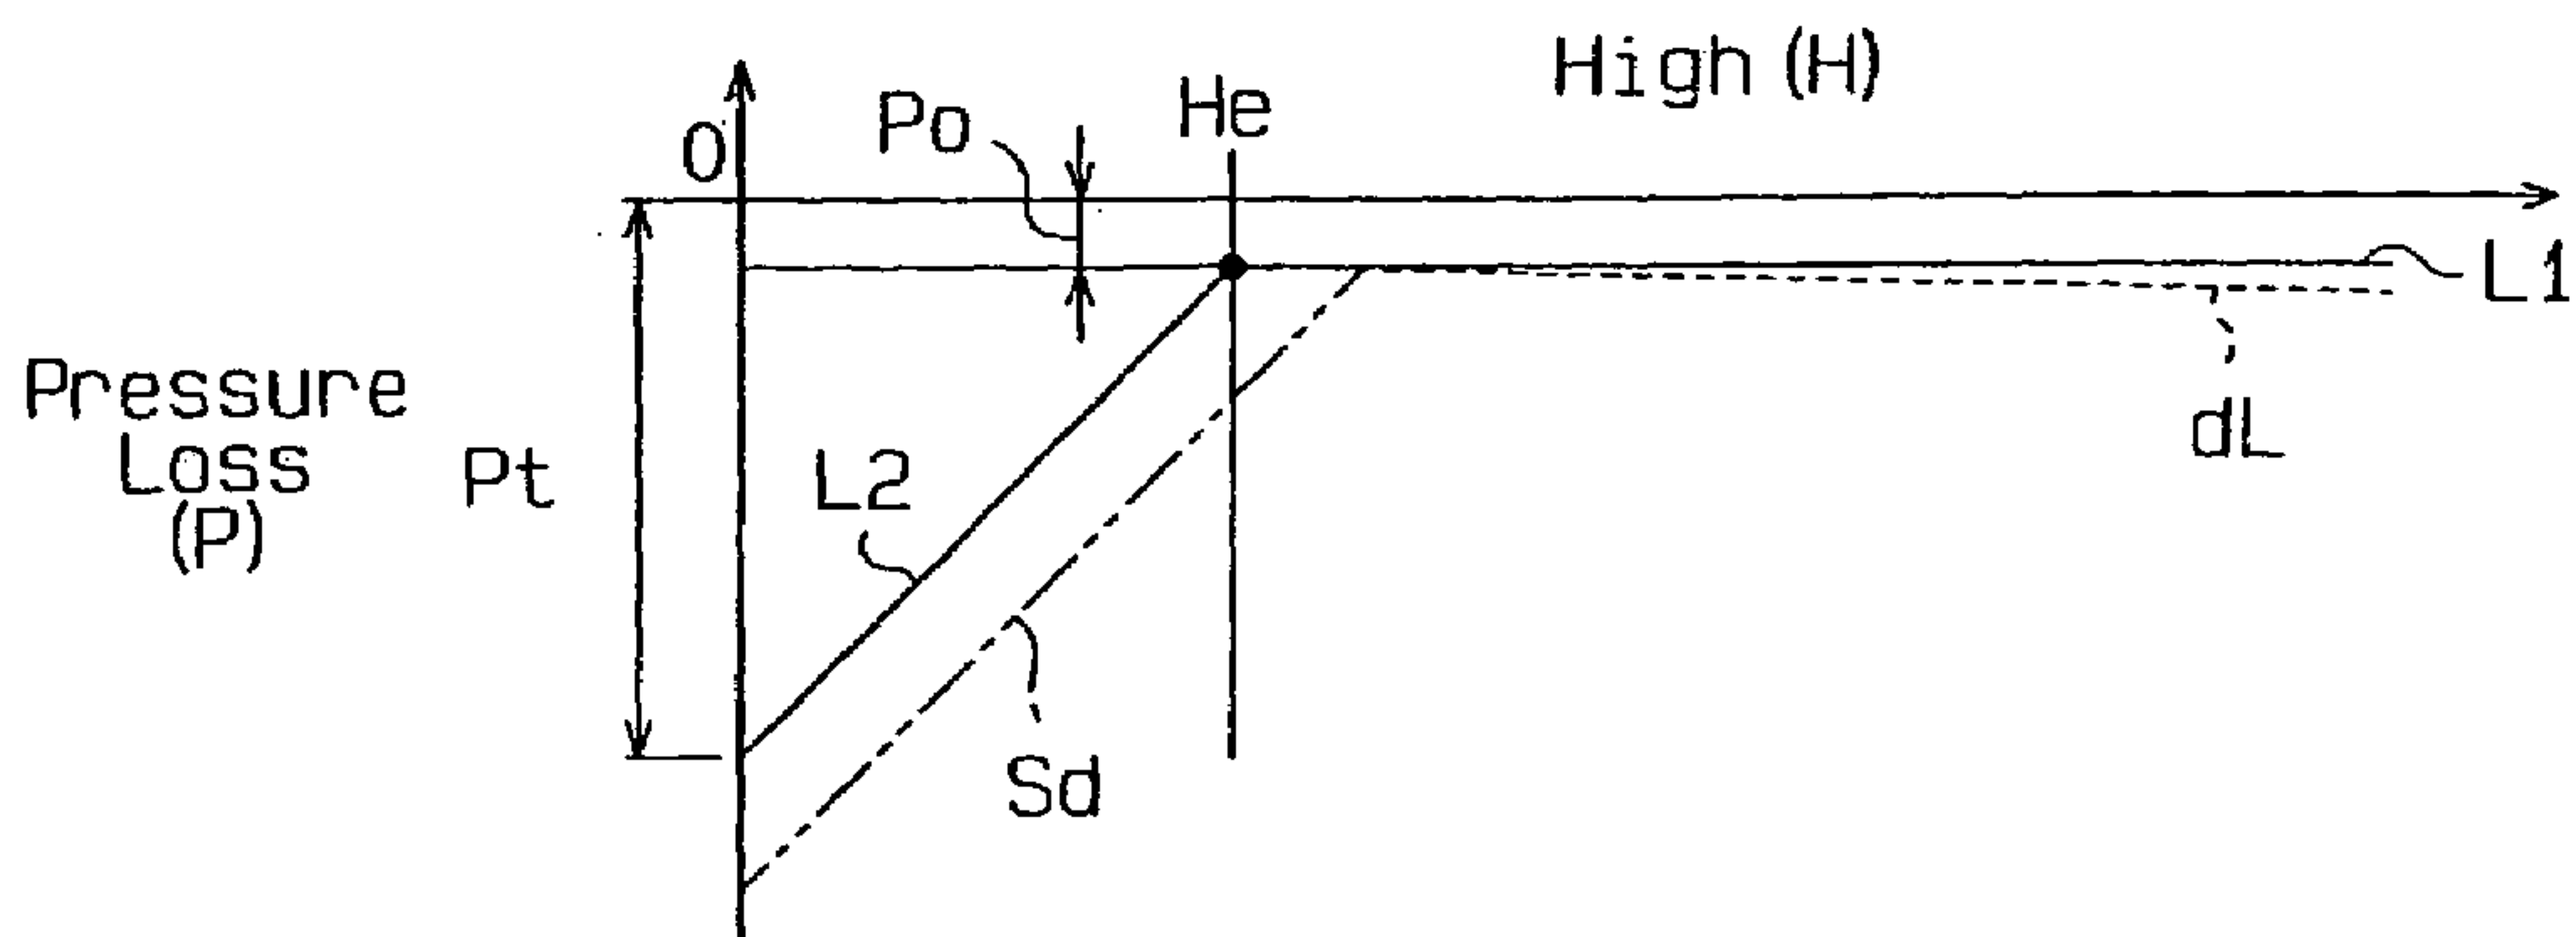 High (H)
He
Po
0
L1
Pressure
Loss
(P)
dL
Pt
L2
Sd